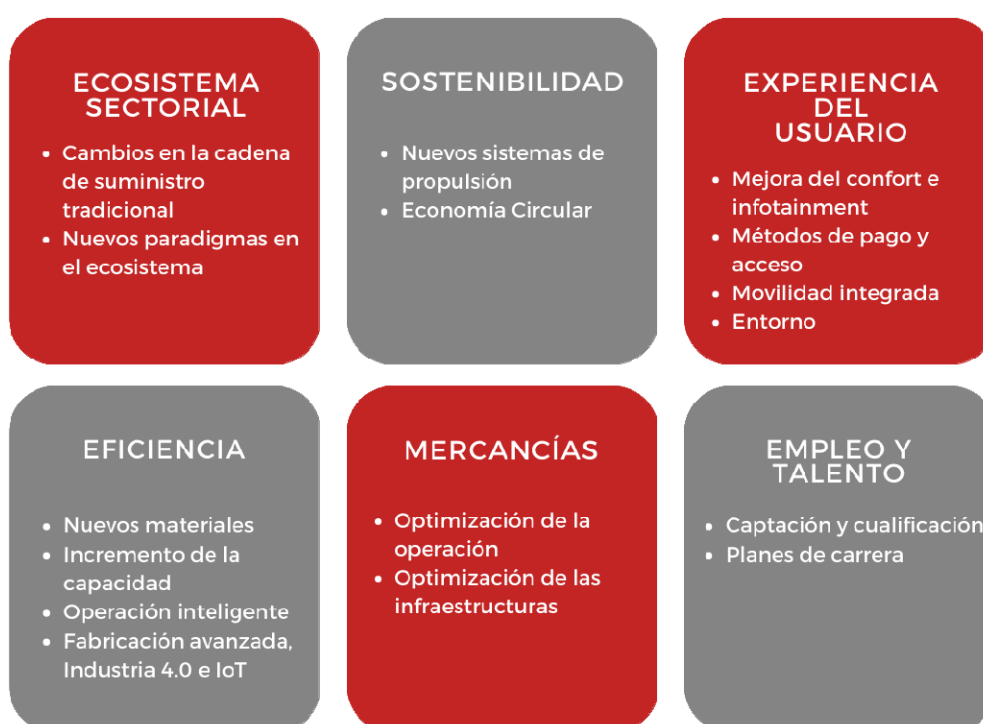 ECOSISTEMA
SECTORIAL
• Cambios en la cadena
de suministro
tradicional
• Nuevos paradigmas en
el ecosistema
SOSTENIBILIDAD
• Nuevos sistemas de
propulsión
• Economía Circular
EXPERIENCIA
DEL
USUARIO
• Mejora del confort e
infotainment
• Métodos de pago y
acceso
• Movilidad integrada
• Entorno
EFICIENCIA
• Nuevos materiales
• Incremento de la
capacidad
• Operación inteligente
• Fabricación avanzada,
Industria 4.0 e IoT
MERCANCÍAS
• Optimización de la
operación
• Optimización de las
infraestructuras
EMPLEO Y
TALENTO
• Captación y cualificación
• Planes de carrera